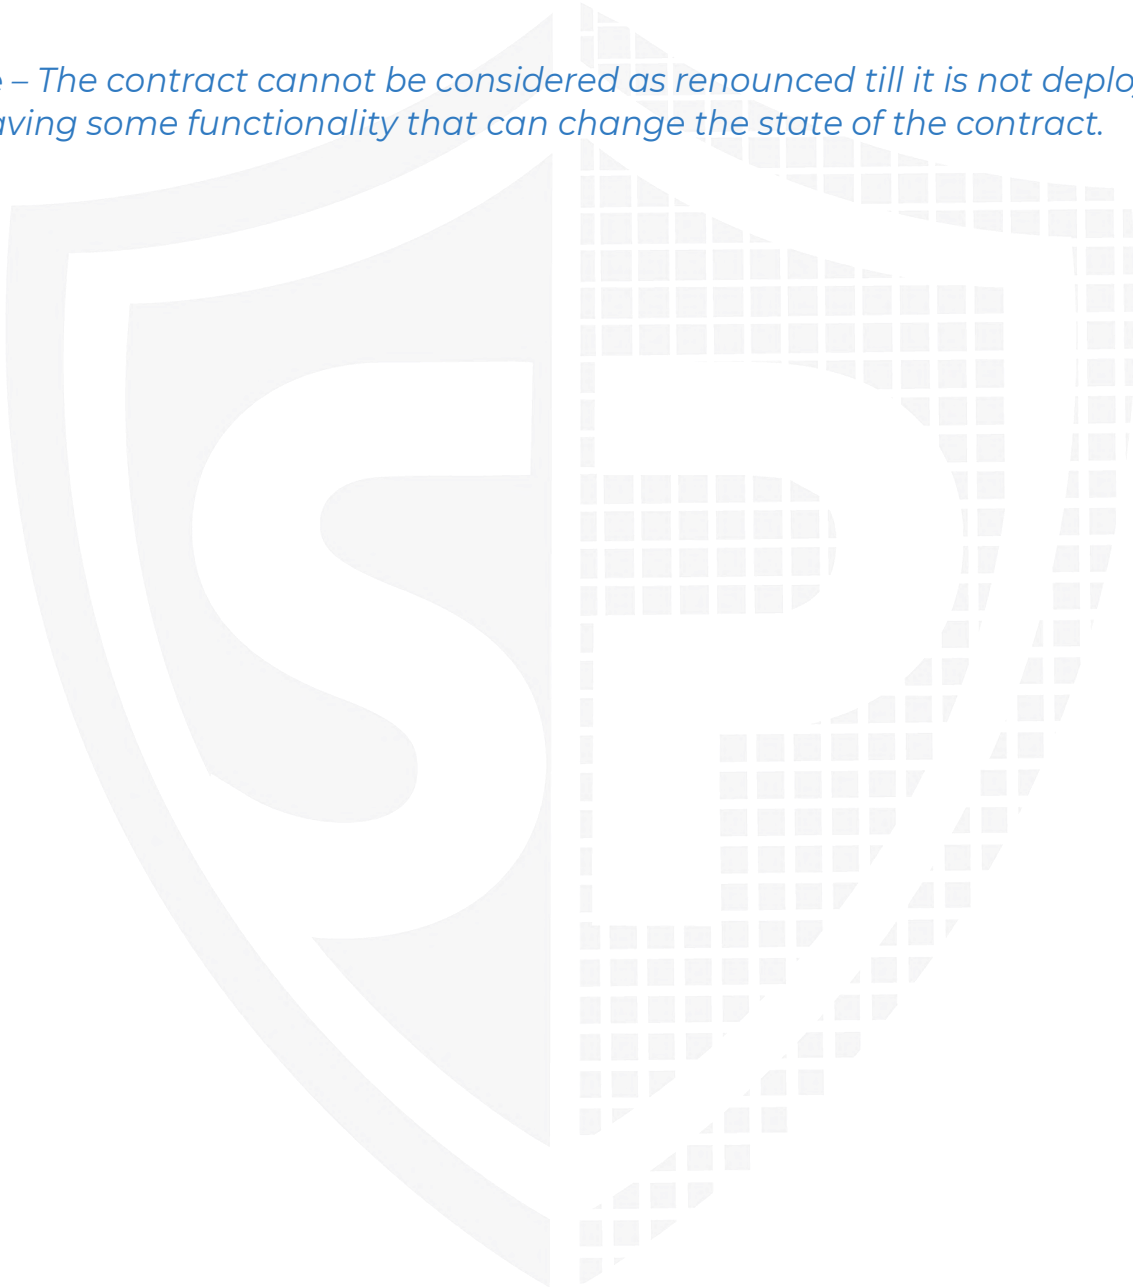 – The contract cannot be considered as renounced till it is not
some functionality that can change the state of the contract.
SP